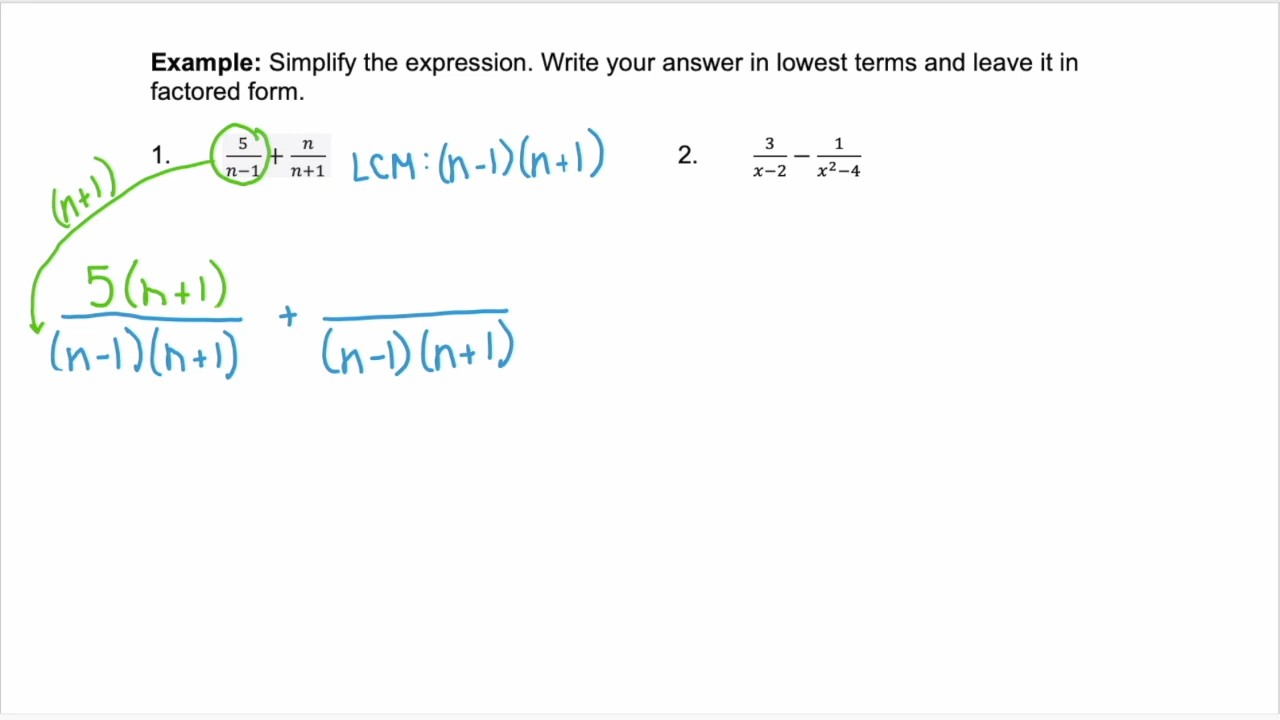 Example: Simplify the expression. Write your answer in lowest terms and leave it in
factored form.
1. 5/(n−1) + n/(n+1) LCM: (n-1)(n+1)
2. 3/(x−2) − 1/(x²−4)
(n+1)
5(n+1)/(n-1)(n+1) + /(n-1)(n+1)